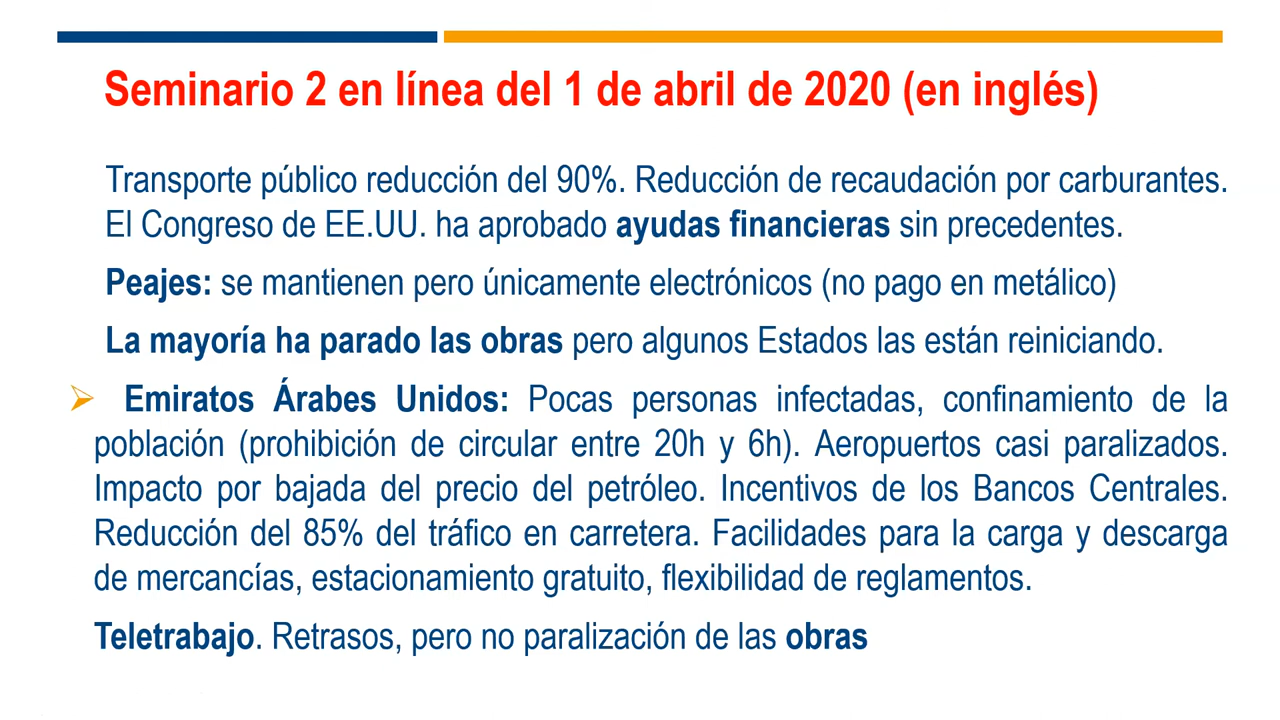 Seminario 2 en línea del 1 de abril de 2020 (en inglés)
Transporte público reducción del 90%. Reducción de recaudación por carburantes.
El Congreso de EE.UU. ha aprobado ayudas financieras sin precedentes.
Peajes: se mantienen pero únicamente electrónicos (no pago en metálico)
La mayoría ha parado las obras pero algunos Estados las están reiniciando.
Emiratos Árabes Unidos: Pocas personas infectadas, confinamiento de la
población (prohibición de circular entre 20h y 6h). Aeropuertos casi paralizados.
Impacto por bajada del precio del petróleo. Incentivos de los Bancos Centrales.
Reducción del 85% del tráfico en carretera. Facilidades para la carga y descarga
de mercancías, estacionamiento gratuito, flexibilidad de reglamentos.
Teletrabajo. Retrasos, pero no paralización de las obras